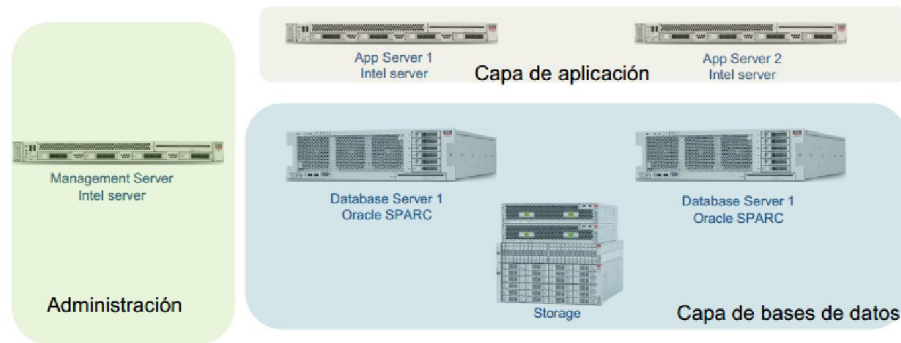 App Server 1
Intel server
Capa de aplicación
App Server 2
Intel server
Management Server
Intel server
Administración
Database Server 1
Oracle SPARC
Database Server 1
Oracle SPARC
Storage
Capa de bases de datos